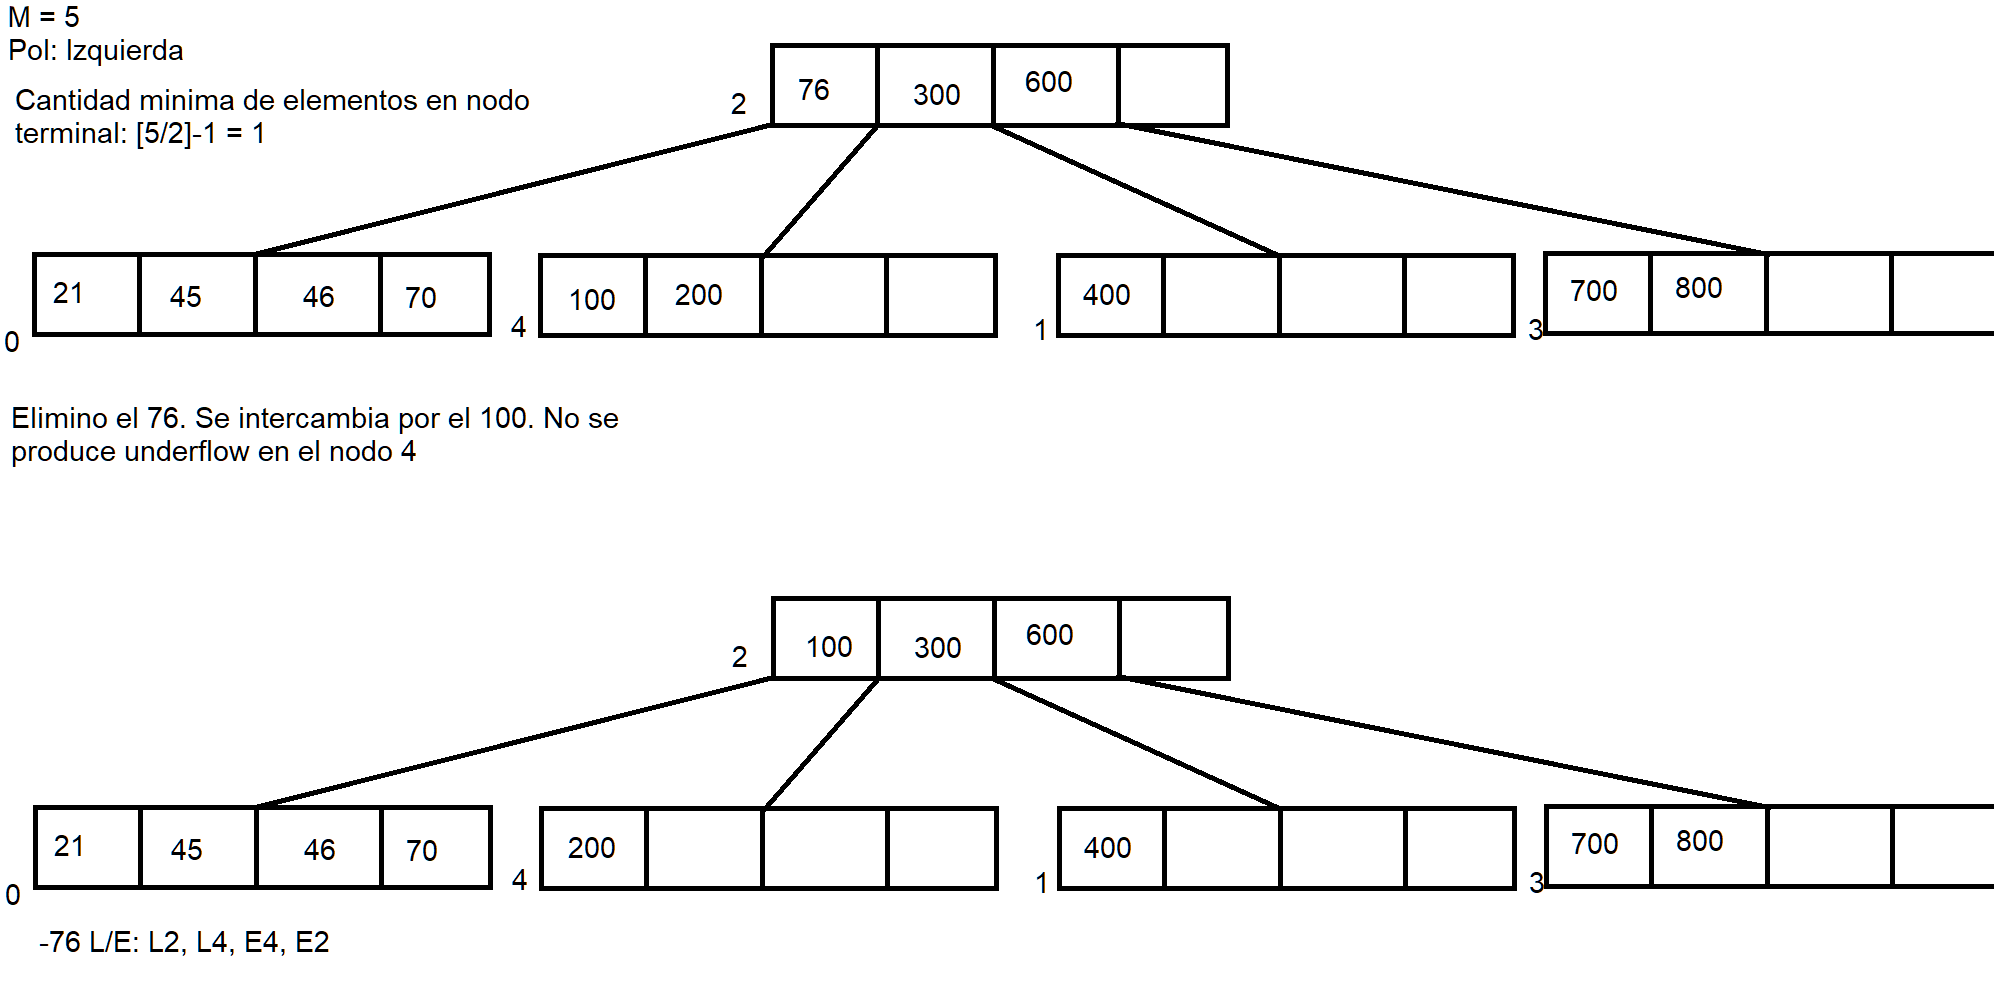 M = 5
Pol: Izquierda
Cantidad minima de elementos en nodo
terminal: [5/2]-1 = 1
2 76 300 600
0 21 45 46 70 4 100 200 1 400 3 700 800
Elimino el 76. Se intercambia por el 100. No se
produce underflow en el nodo 4
2 100 300 600
0 21 45 46 70 4 200 1 400 3 700 800
-76 L/E: L2, L4, E4, E2